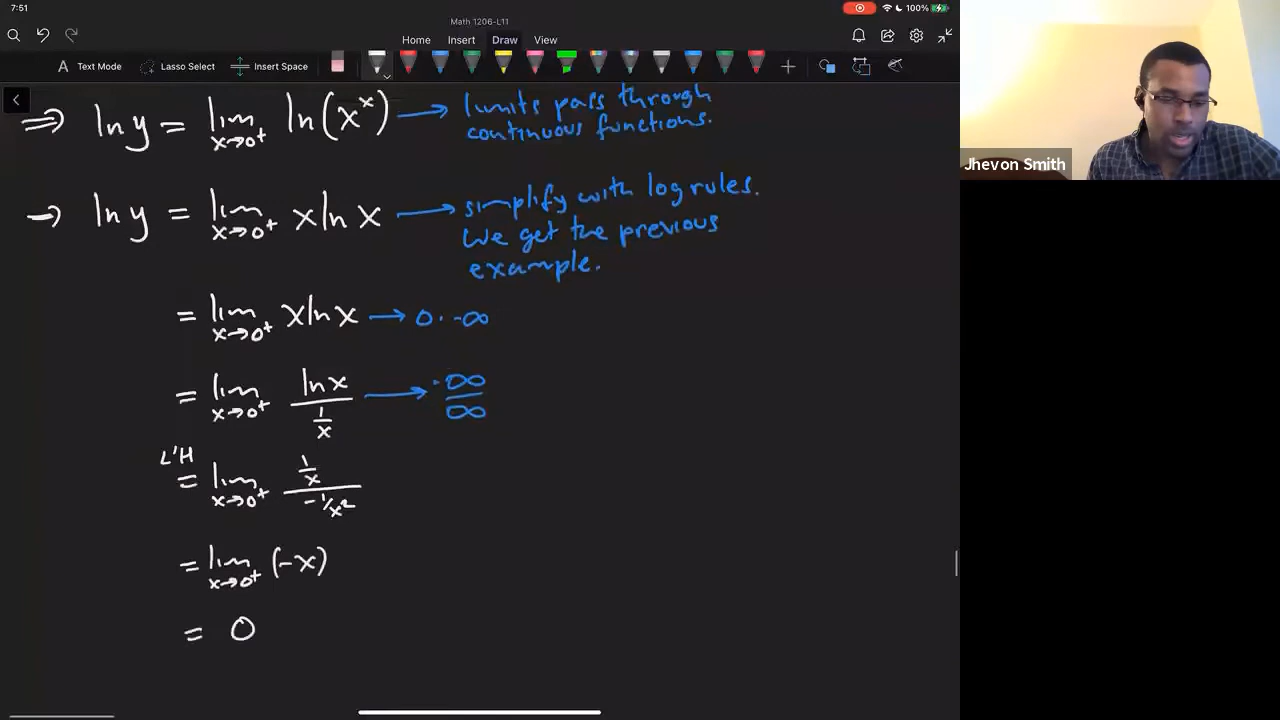 7:51
Math 1206-L11
100%
Home Insert Draw View
Text Mode Lasso Select Insert Space
⇒ ln y = lim x→0⁺ ln(xˣ) → limits pass through
continuous functions.
→ ln y = lim x→0⁺ x ln x → simplify with log rules.
We get the previous
example.
= lim x→0⁺ x ln x → 0·-∞
= lim x→0⁺ ln x / (1/x) → -∞/∞
L'H
= lim x→0⁺ (1/x) / (-1/x²)
= lim x→0⁺ (-x)
= 0
Jhevon Smith